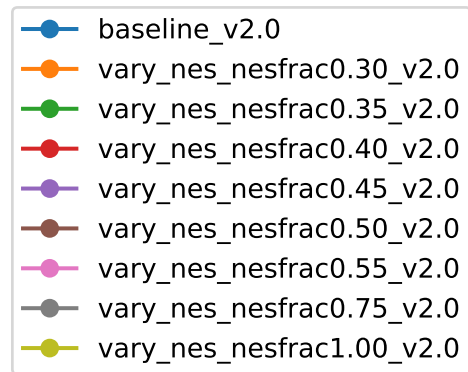 baseline_v2.0
vary_nes_nesfrac0.30_v2.0
vary_nes_nesfrac0.35_v2.0
vary_nes_nesfrac0.40_v2.0
vary_nes_nesfrac0.45_v2.0
vary_nes_nesfrac0.50_v2.0
vary_nes_nesfrac0.55_v2.0
vary_nes_nesfrac0.75_v2.0
vary_nes_nesfrac1.00_v2.0